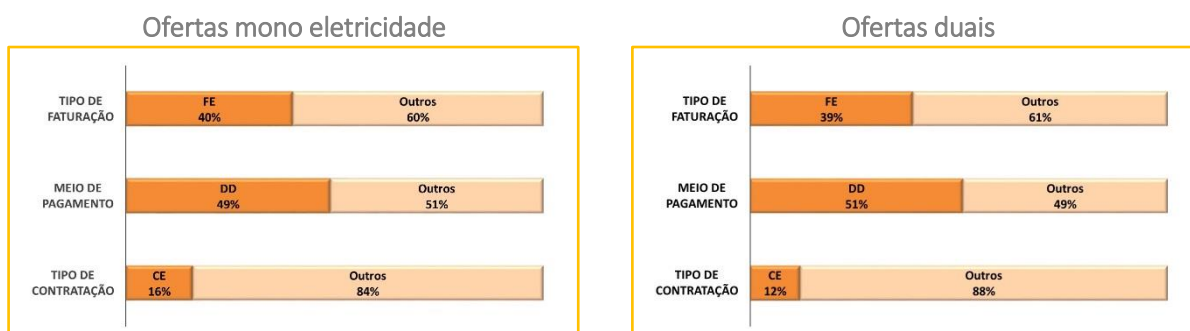 Ofertas mono eletricidade
TIPO DE
FATURAÇÃO
FE
40%
Outros
60%
MEIO DE
PAGAMENTO
DD
49%
Outros
51%
TIPO DE
CONTRATAÇÃO
CE
16%
Outros
84%
Ofertas duais
TIPO DE
FATURAÇÃO
FE
39%
Outros
61%
MEIO DE
PAGAMENTO
DD
51%
Outros
49%
TIPO DE
CONTRATAÇÃO
CE
12%
Outros
88%